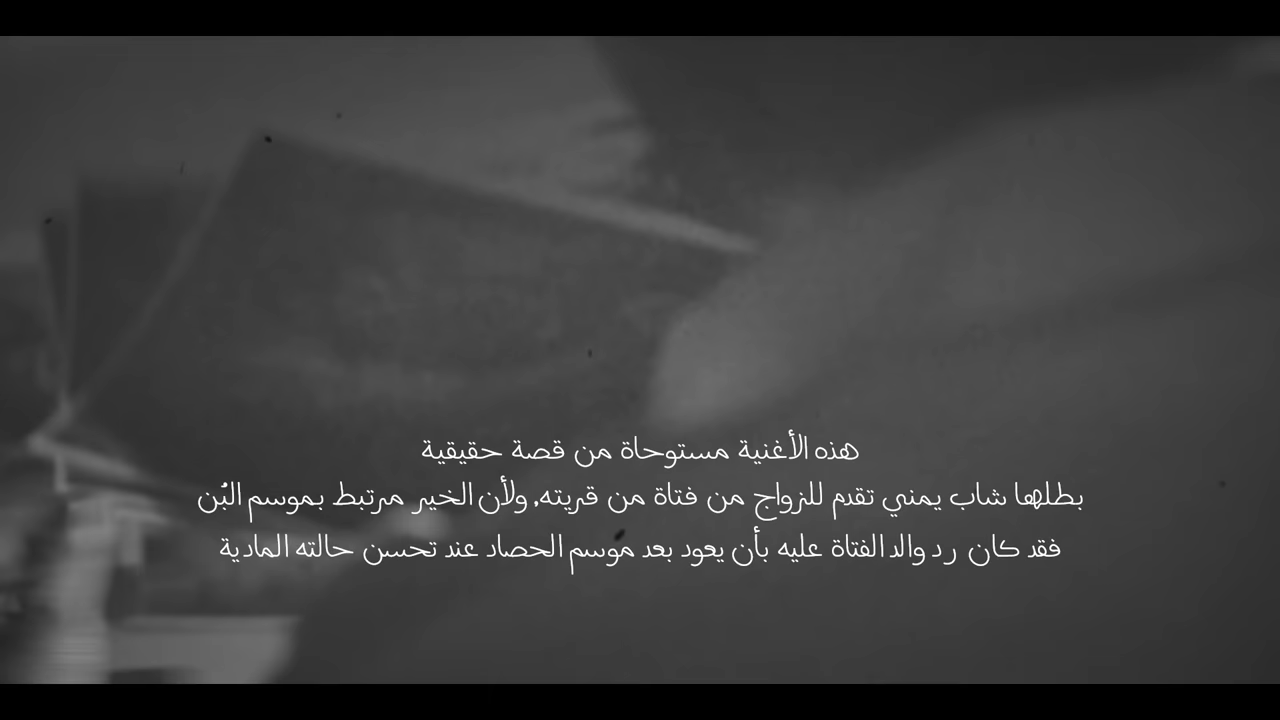 هذه الأغنية مستوحاة من قصة حقيقية
بطلها شاب يمني تقدم للزواج من فتاة من قريته, ولأن الخير مرتبط بموسم البُن
فقد كان رد والد الفتاة عليه بأن يعود بعد موسم الحصاد عند تحسن حالته المادية